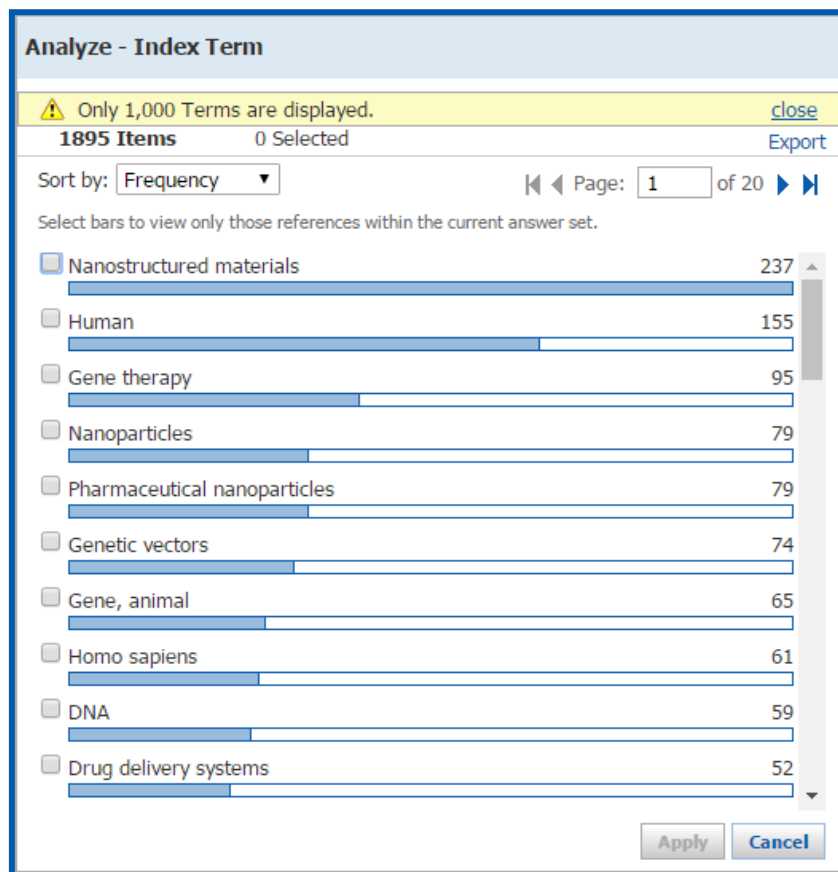 Analyze - Index Term
Only 1,000 Terms are displayed. close
1895 Items 0 Selected Export
Sort by: Frequency Page: 1 of 20
Select bars to view only those references within the current answer set.
Nanostructured materials 237
Human 155
Gene therapy 95
Nanoparticles 79
Pharmaceutical nanoparticles 79
Genetic vectors 74
Gene, animal 65
Homo sapiens 61
DNA 59
Drug delivery systems 52
Apply Cancel